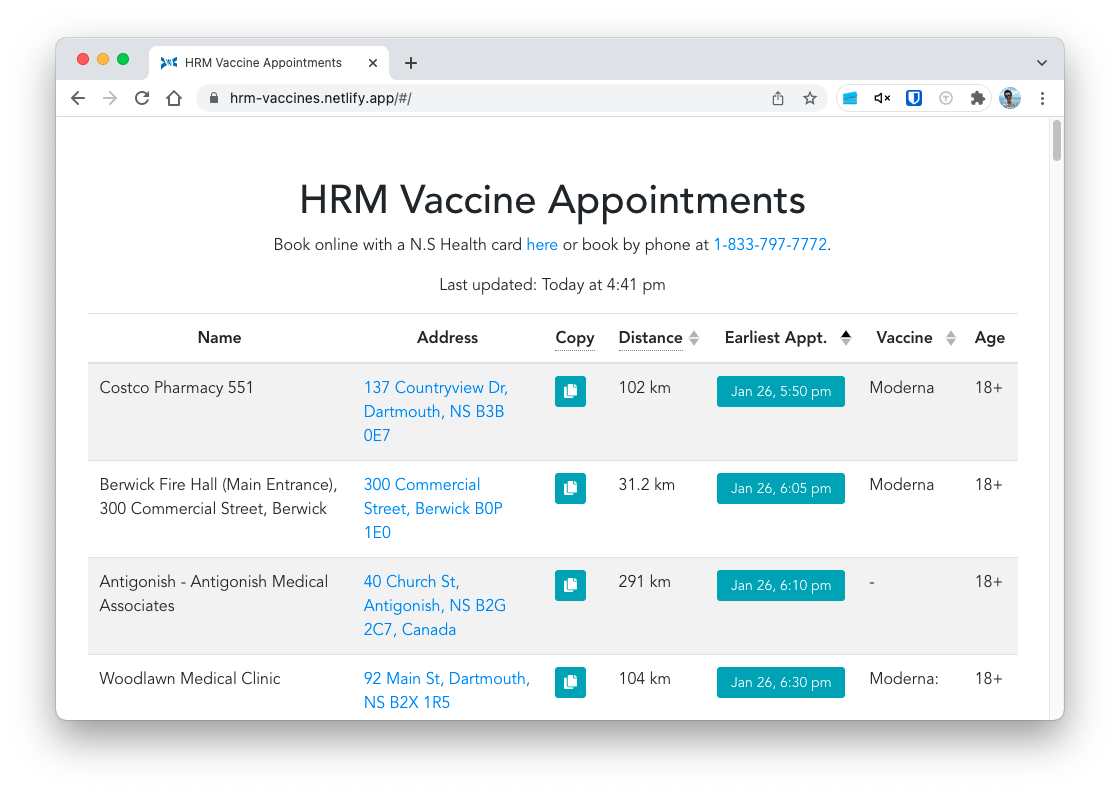 HRM Vaccine Appointments
hrm-vaccines.netlify.app/#/
HRM Vaccine Appointments
Book online with a N.S Health card here or book by phone at 1-833-797-7772.
Last updated: Today at 4:41 pm
Name Address Copy Distance Earliest Appt. Vaccine Age
Costco Pharmacy 551 137 Countryview Dr, 102 km Jan 26, 5:50 pm Moderna 18+
Dartmouth, NS B3B
0E7
Berwick Fire Hall (Main Entrance), 300 Commercial 31.2 km Jan 26, 6:05 pm Moderna 18+
300 Commercial Street, Berwick Street, Berwick B0P
1E0
Antigonish - Antigonish Medical 40 Church St, 291 km Jan 26, 6:10 pm - 18+
Associates Antigonish, NS B2G
2C7, Canada
Woodlawn Medical Clinic 92 Main St, Dartmouth, 104 km Jan 26, 6:30 pm Moderna: 18+
NS B2X 1R5